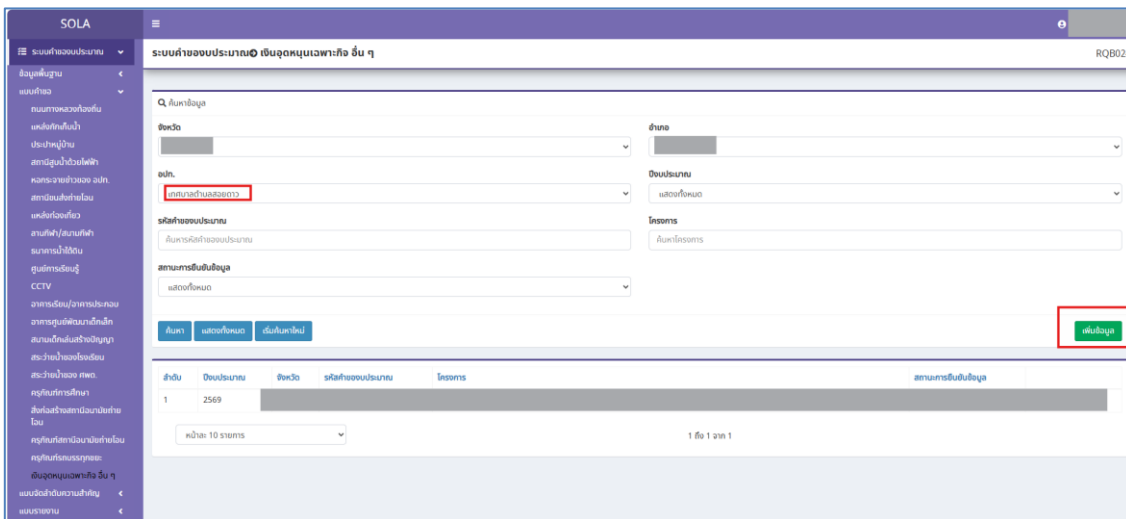 SOLA
ระบบคำของบประมาณ
ระบบคำของบประมาณ เงินอุดหนุนเฉพาะกิจ อื่น ๆ
RQB02
ข้อมูลพื้นฐาน
แบบคำขอ
ถนนทางหลวงท้องถิ่น
แหล่งกักเก็บน้ำ
ประปาหมู่บ้าน
สถานีสูบน้ำด้วยไฟฟ้า
หอกระจายข่าวของ อปท.
สถานีขนส่งถ่ายโอน
แหล่งท่องเที่ยว
ลานกีฬา/สนามกีฬา
ธนาคารน้ำใต้ดิน
ศูนย์การเรียนรู้
CCTV
อาคารเรียน/อาคารประกอบ
อาคารศูนย์พัฒนาเด็กเล็ก
สนามเด็กเล่นสร้างปัญญา
สระว่ายน้ำของโรงเรียน
สระว่ายน้ำของ ศพด.
ครุภัณฑ์การศึกษา
สิ่งก่อสร้างสถานีอนามัยถ่าย
โอน
ครุภัณฑ์สถานีอนามัยถ่ายโอน
ครุภัณฑ์รถบรรทุกขยะ
เงินอุดหนุนเฉพาะกิจ อื่น ๆ
แบบจัดลำดับความสำคัญ
แบบรายงาน
ค้นหาข้อมูล
จังหวัด
อำเภอ
อปท.
ปีงบประมาณ
เทศบาลตำบลสอยดาว
แสดงทั้งหมด
รหัสคำของบประมาณ
โครงการ
ค้นหารหัสคำของบประมาณ
ค้นหาโครงการ
สถานะการยืนยันข้อมูล
แสดงทั้งหมด
ค้นหา แสดงทั้งหมด เริ่มค้นหาใหม่ เพิ่มข้อมูล
ลำดับ ปีงบประมาณ จังหวัด รหัสคำของบประมาณ โครงการ สถานะการยืนยันข้อมูล
1 2569
หน้าละ 10 รายการ
1 ถึง 1 จาก 1